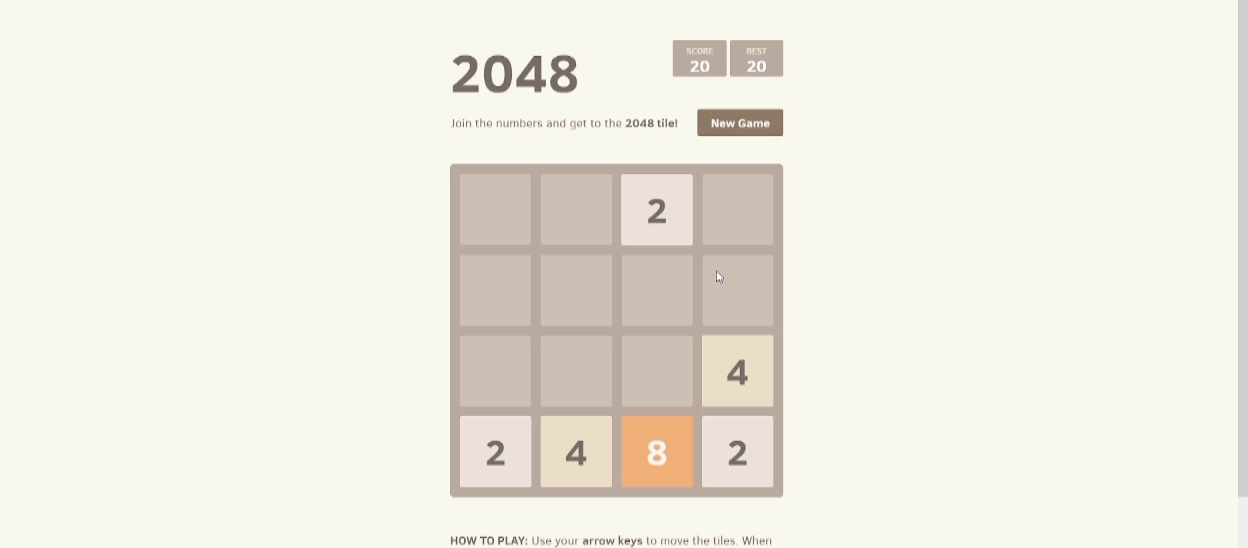 2048
SCORE
20
BEST
20
Join the numbers and get to the 2048 tile!
New Game
2
4
2 4 8 2
HOW TO PLAY: Use your arrow keys to move the tiles. When